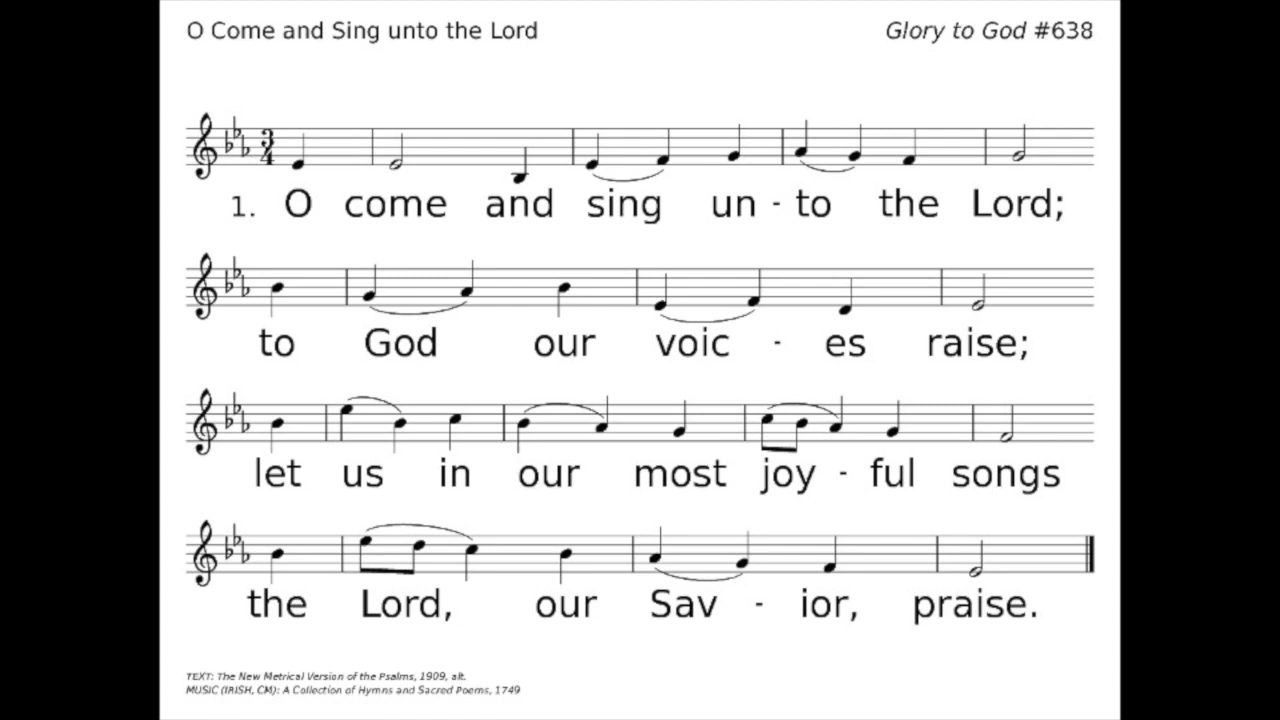 O Come and Sing unto the Lord
Glory to God #638
3
4
1. O come and sing un - to the Lord;
to God our voic - es raise;
let us in our most joy - ful songs
the Lord, our Sav - ior, praise.
TEXT: The New Metrical Version of the Psalms, 1909, alt.
MUSIC (IRISH, CM): A Collection of Hymns and Sacred Poems, 1749